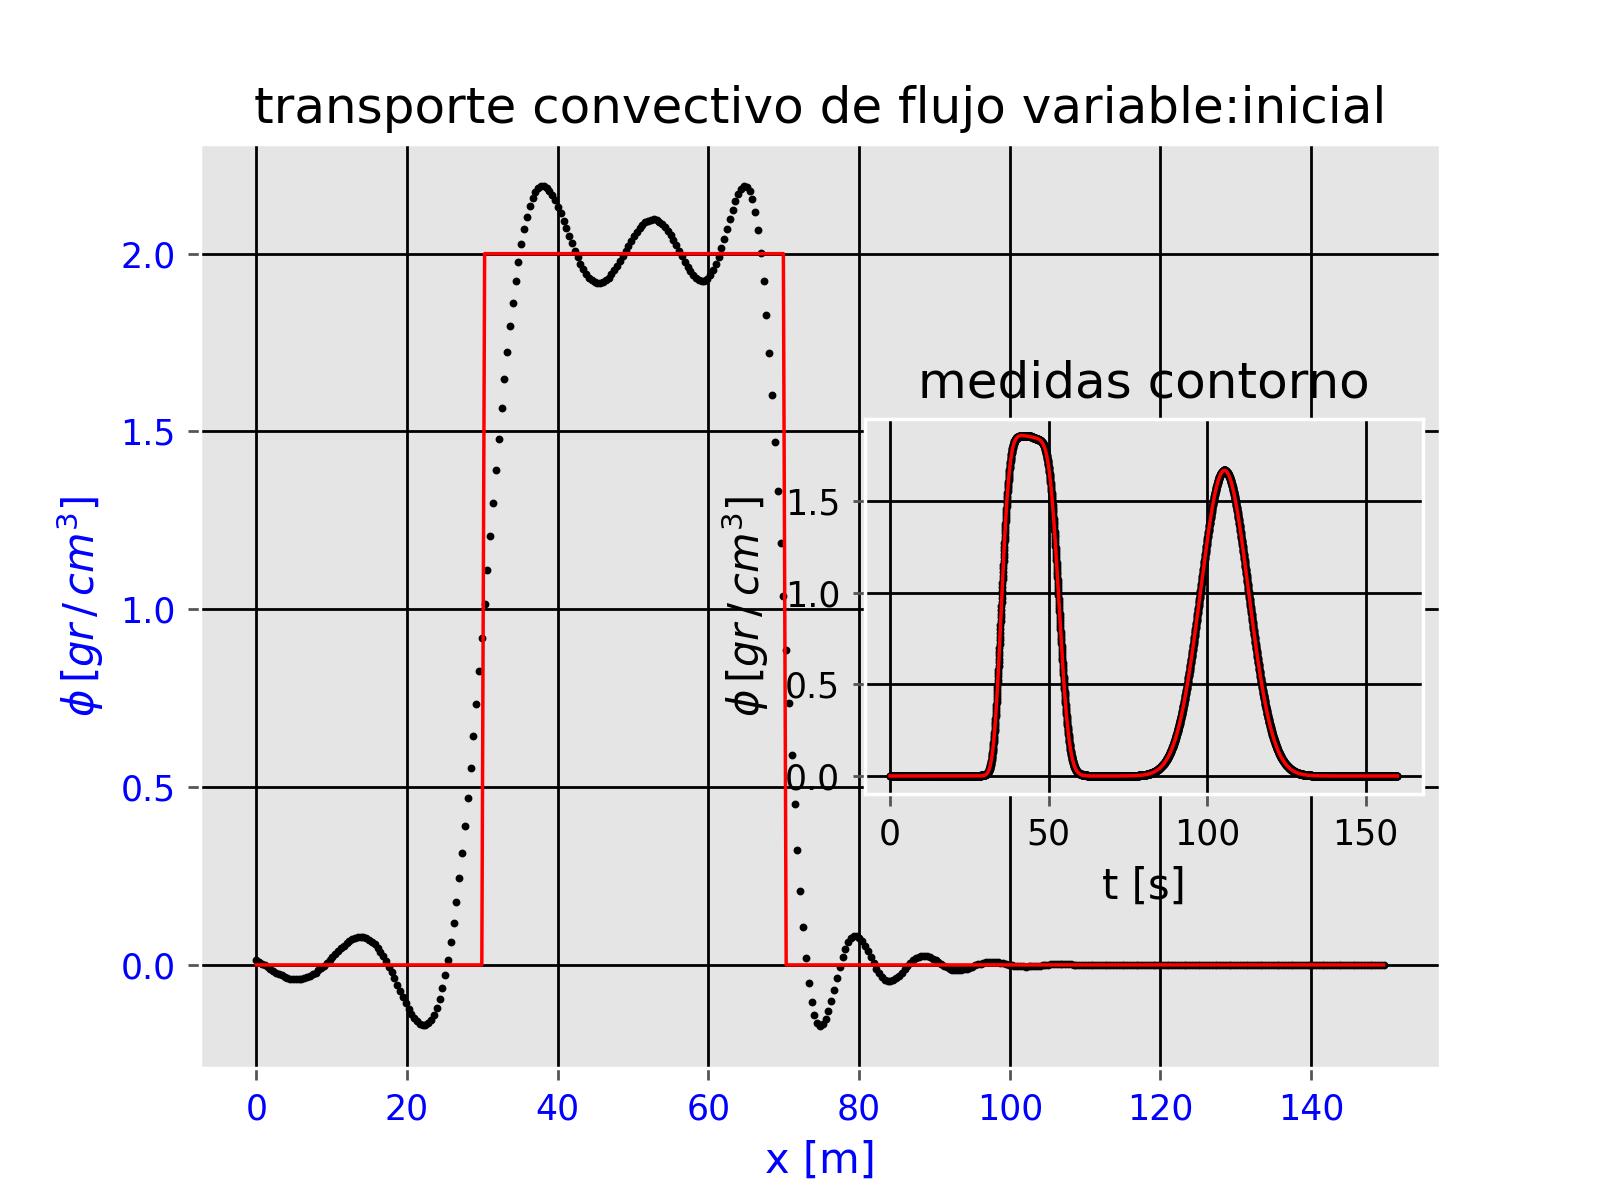 transporte convectivo de flujo variable:inicial
ϕ [gr/cm³]
2.0
1.5
1.0
0.5
0.0
0 20 40 60 80 100 120 140
x [m]
medidas contorno
ϕ [gr/cm³]
1.5
1.0
0.5
0.0
0 50 100 150
t [s]